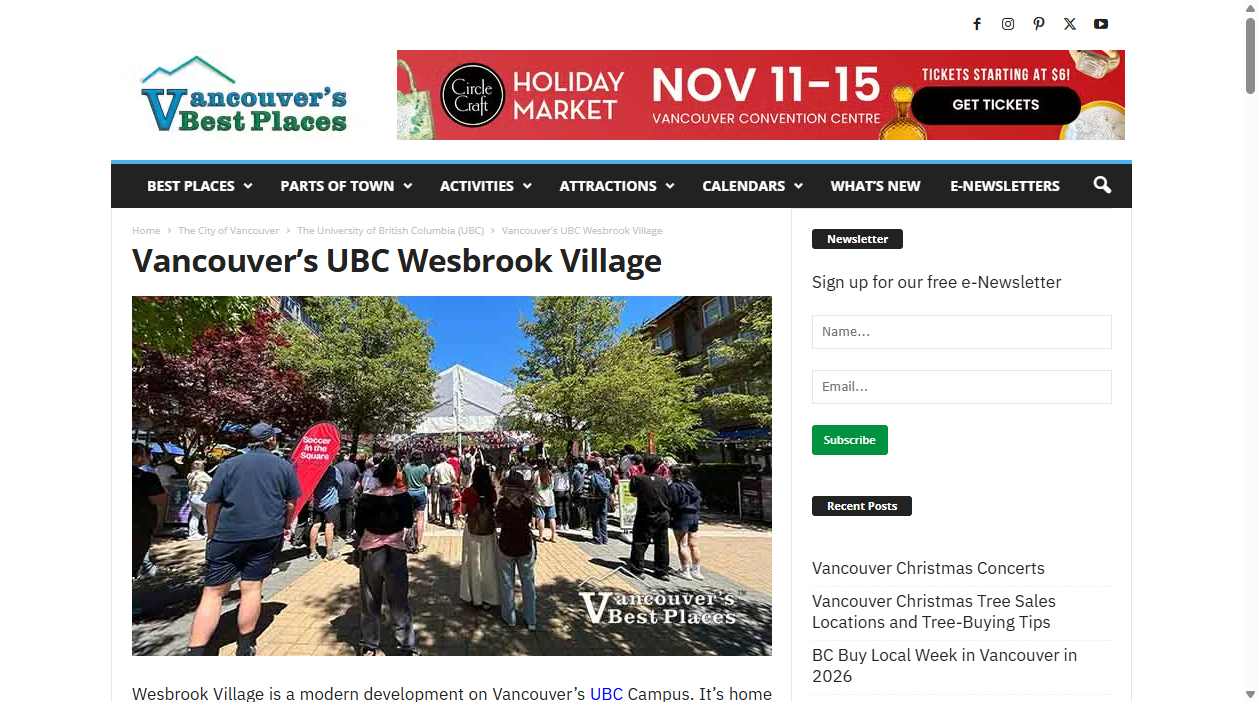 Vancouver's
Best Places
Circle
Craft
HOLIDAY
MARKET
NOV 11-15
VANCOUVER CONVENTION CENTRE
TICKETS STARTING AT $6!
GET TICKETS
BEST PLACES PARTS OF TOWN ACTIVITIES ATTRACTIONS CALENDARS WHAT'S NEW E-NEWSLETTERS
Home › The City of Vancouver › The University of British Columbia (UBC) › Vancouver's UBC Wesbrook Village
Vancouver's UBC Wesbrook Village
Soccer
in the
Square
Vancouver's
Best Places
Wesbrook Village is a modern development on Vancouver's UBC Campus. It's home
Newsletter
Sign up for our free e-Newsletter
Name...
Email...
Subscribe
Recent Posts
Vancouver Christmas Concerts
Vancouver Christmas Tree Sales
Locations and Tree-Buying Tips
BC Buy Local Week in Vancouver in
2026